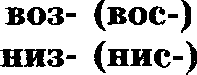 воз- (вос-)
низ- (нис-)